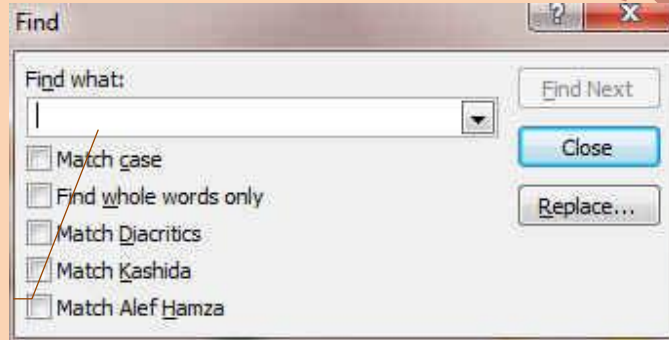 Find
Find what:
Find Next
Match case
Close
Find whole words only
Replace...
Match Diacritics
Match Kashida
Match Alef Hamza